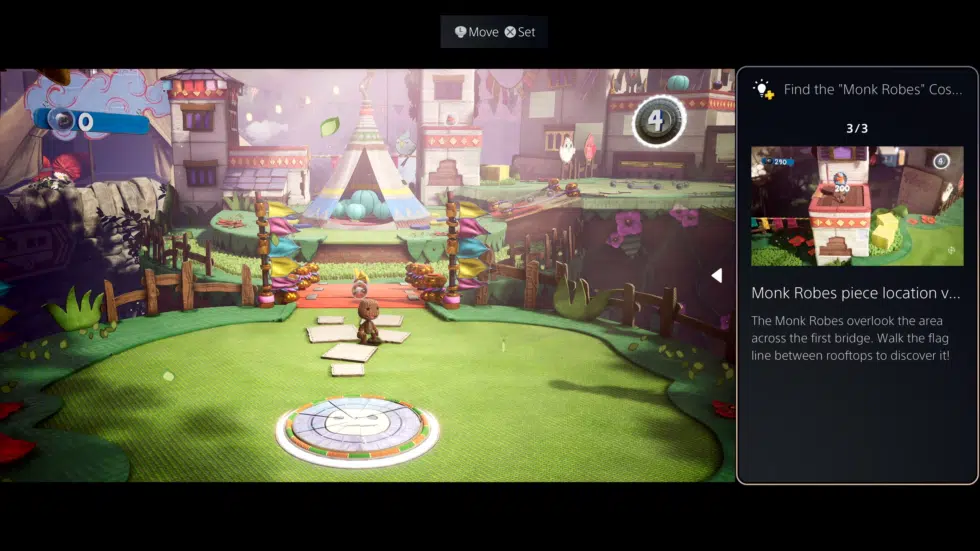 Move Set
0
4
Find the "Monk Robes" Cos...
3/3
290
4
200
Monk Robes piece location v...
The Monk Robes overlook the area
across the first bridge. Walk the flag
line between rooftops to discover it!